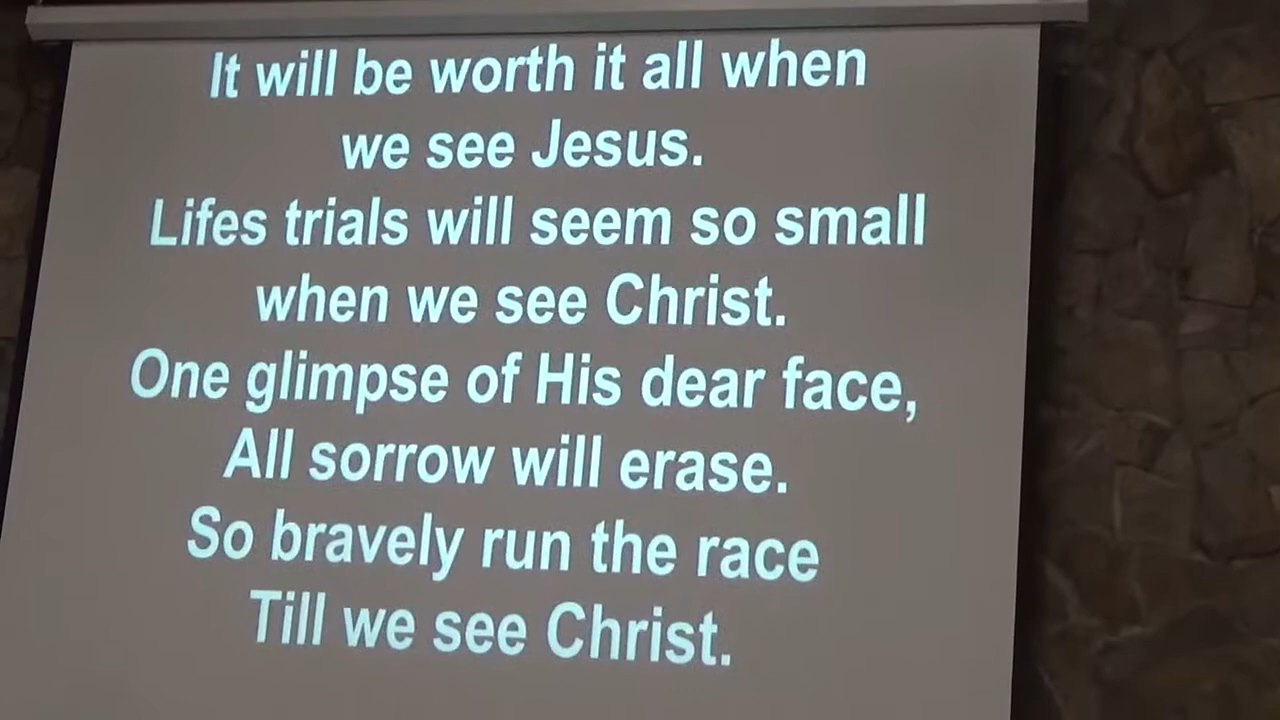 It will be worth it all when
we see Jesus.
Lifes trials will seem so small
when we see Christ.
One glimpse of His dear face,
All sorrow will erase.
So bravely run the race
Till we see Christ.